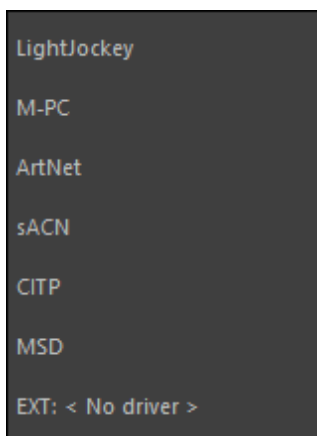 LightJockey
M-PC
ArtNet
sACN
CITP
MSD
EXT: < No driver >